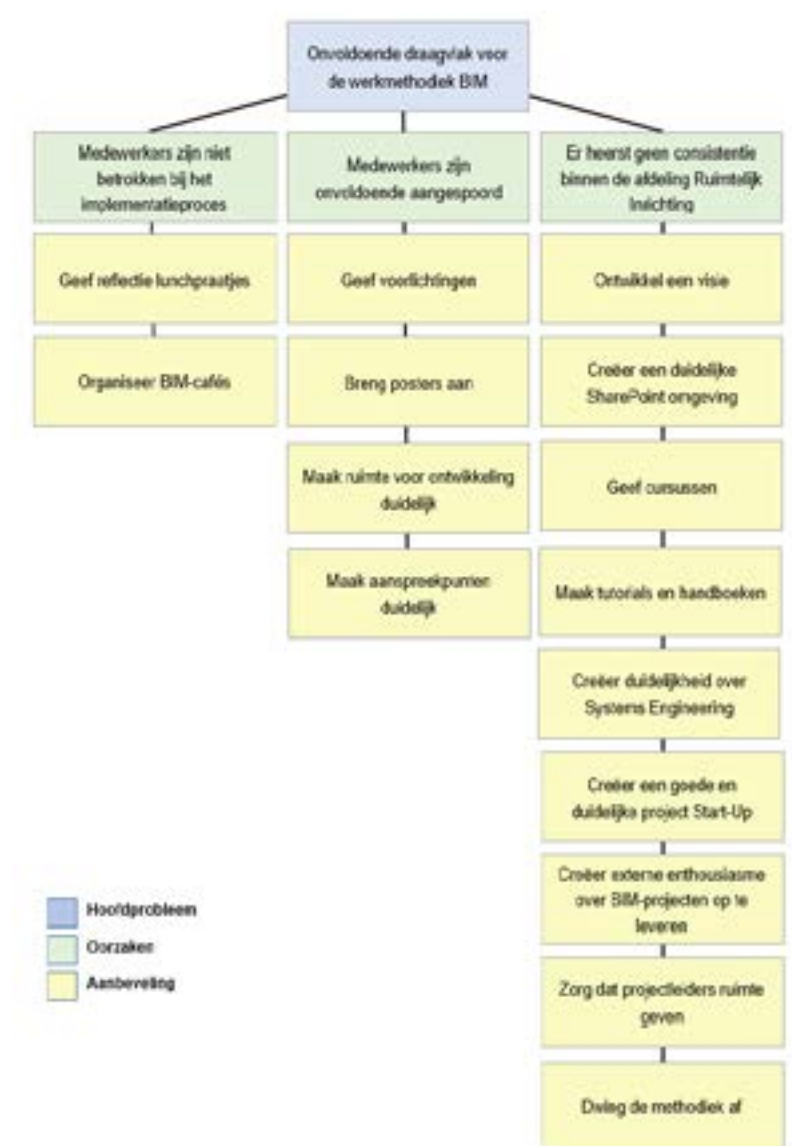 Onvoldoende draagvlak voor
de werkmethodiek BIM
Medewerkers zijn niet
betrokken bij het
implementatieproces
Geef reflectie lunchpraatjes
Organiseer BIM-cafés
Medewerkers zijn
onvoldoende aangespoord
Geef voorlichtingen
Breng posters aan
Maak ruimte voor ontwikkeling
duidelijk
Maak aanspreekpunten
duidelijk
Er heerst geen consistentie
binnen de afdeling Ruimtelijk
Inrichting
Ontwikkel een visie
Creëer een duidelijke
SharePoint omgeving
Geef cursussen
Maak tutorials en handboeken
Creëer duidelijkheid over
Systems Engineering
Creëer een goede en
duidelijke project Start-Up
Creëer externe enthousiasme
over BIM-projecten op te
leveren
Zorg dat projectleiders ruimte
geven
Dwing de methodiek af
Hoofdprobleem
Oorzaken
Aanbeveling